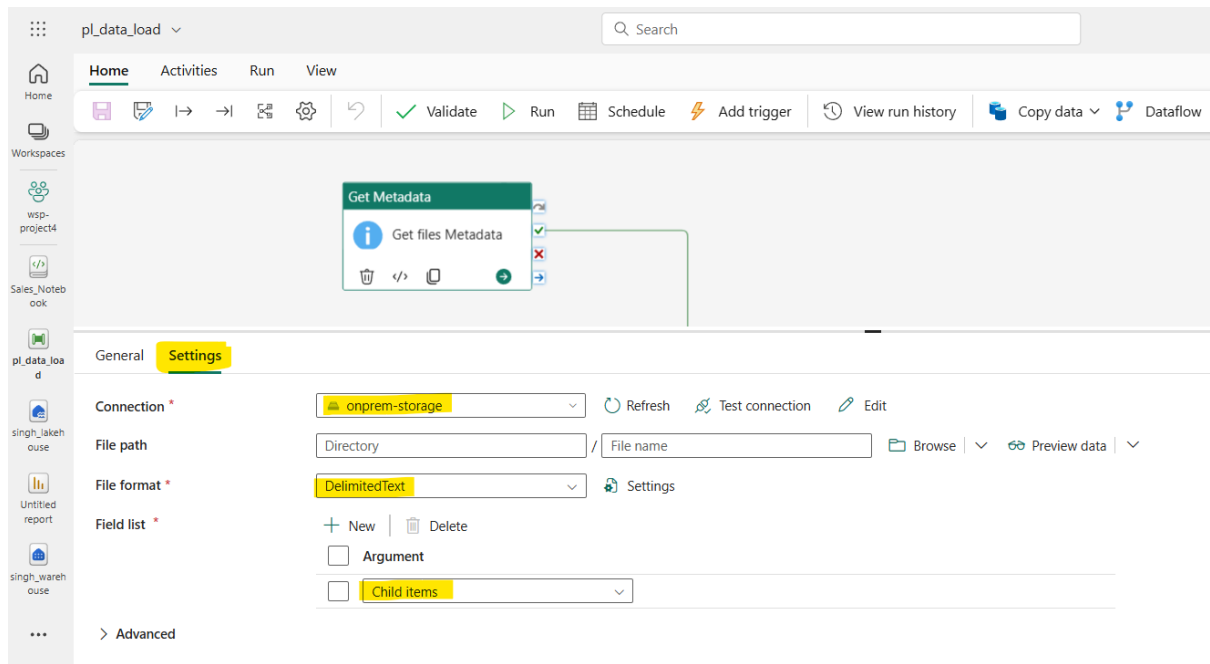 pl_data_load
Search
Home
Home Activities Run View
Validate Run Schedule Add trigger View run history Copy data Dataflow
Workspaces
wsp-
project4
Sales_Noteb
ook
pl_data_loa
d
singh_lakeh
ouse
Untitled
report
singh_wareh
ouse
Get Metadata
Get files Metadata
General Settings
Connection * onprem-storage Refresh Test connection Edit
File path Directory / File name Browse Preview data
File format * DelimitedText Settings
Field list * New Delete
Argument
Child items
Advanced